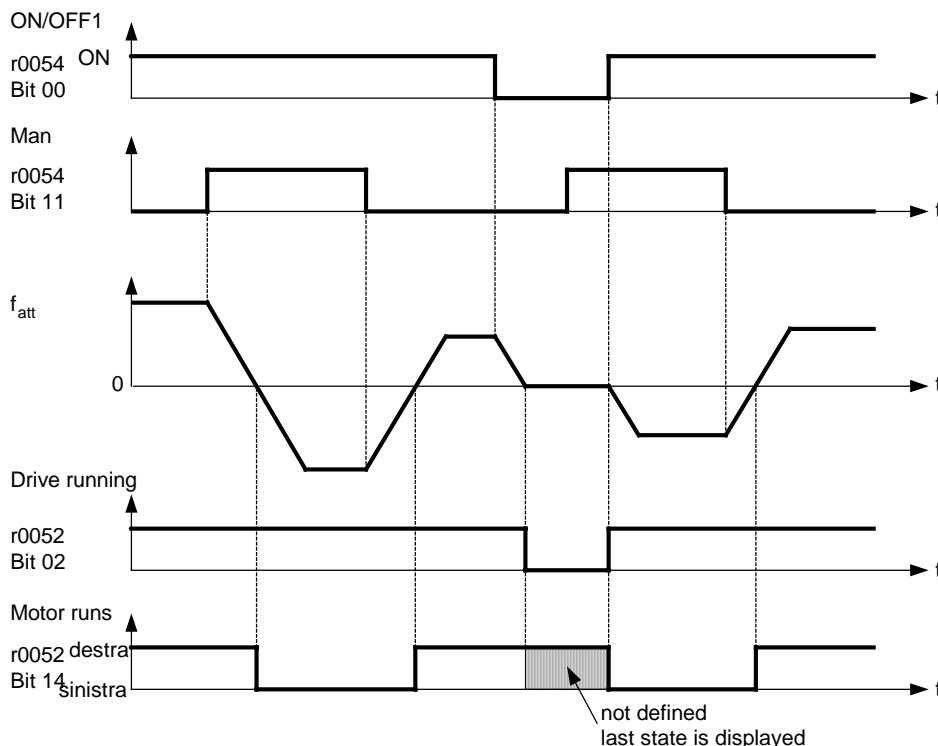 ON/OFF1
r0054 ON
Bit 00
t
Man
r0054
Bit 11
t
f att
0
t
Drive running
r0052
Bit 02
t
Motor runs
r0052 destra
Bit 14 sinistra
t
not defined
last state is displayed